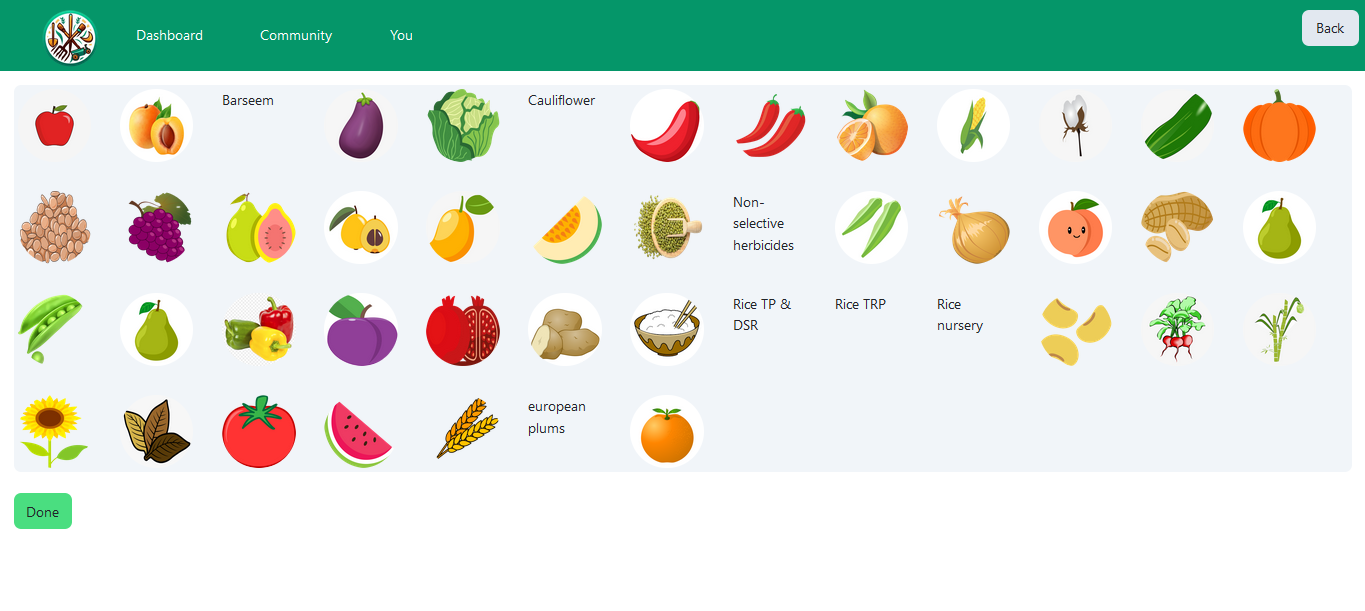 Dashboard
Community
You
Back
Barseem
Cauliflower
Non-
selective
herbicides
Rice TP &
DSR
Rice TRP
Rice
nursery
european
plums
Done